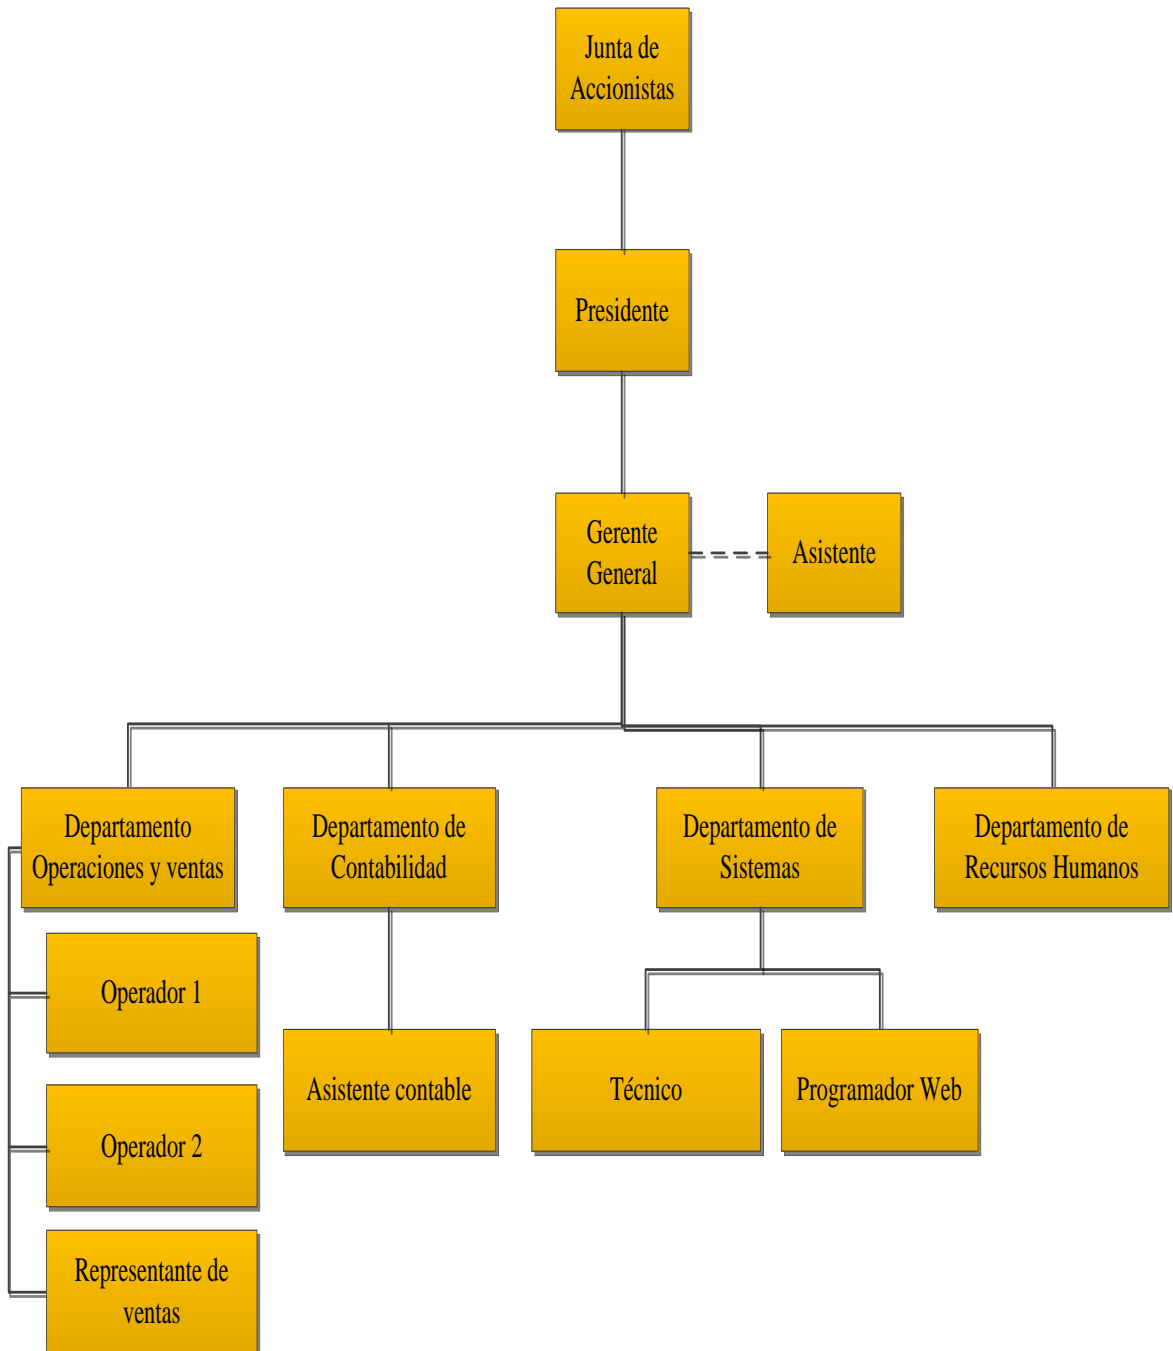 Junta de
Accionistas
Presidente
Gerente
General
Asistente
Departamento
Operaciones y ventas
Departamento de
Contabilidad
Departamento de
Sistemas
Departamento de
Recursos Humanos
Operador 1
Operador 2
Representante de
ventas
Asistente contable
Técnico
Programador Web